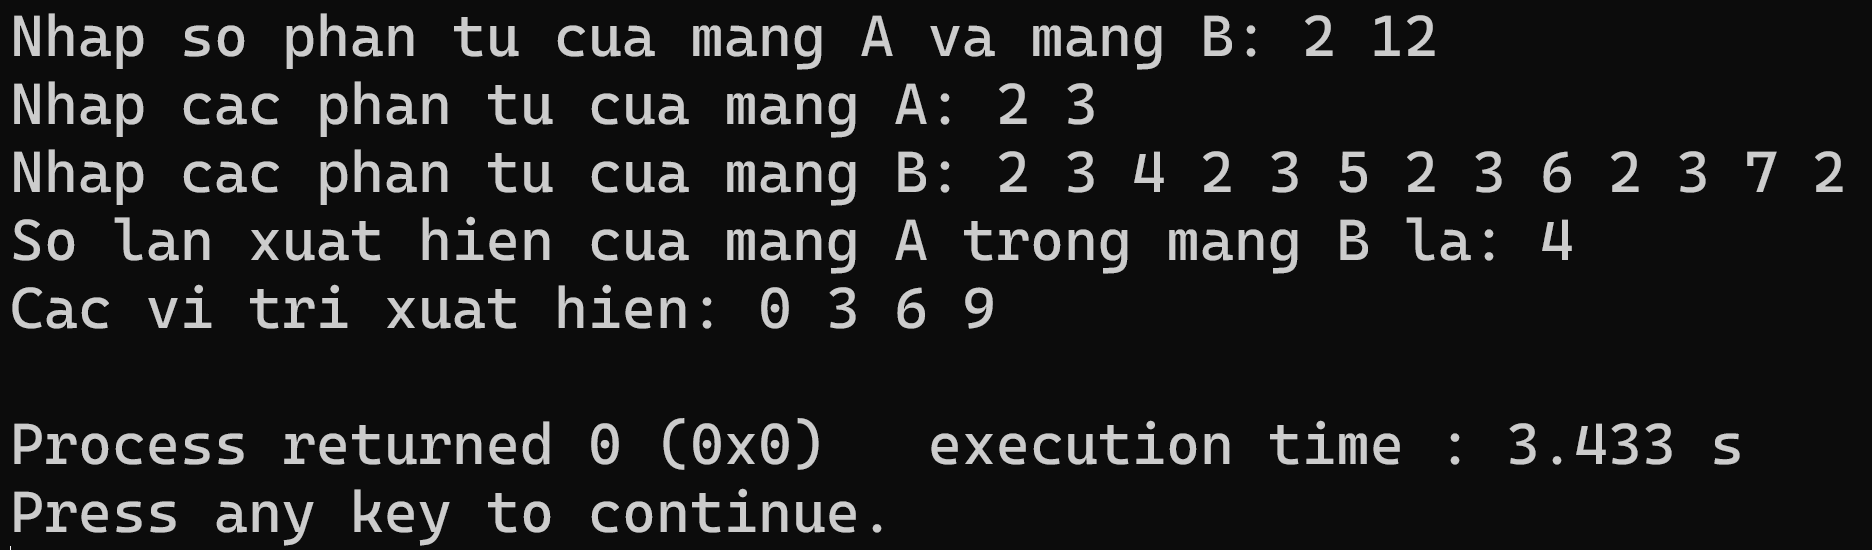 Nhap so phan tu cua mang A va mang B: 2 12
Nhap cac phan tu cua mang A: 2 3
Nhap cac phan tu cua mang B: 2 3 4 2 3 5 2 3 6 2 3 7 2
So lan xuat hien cua mang A trong mang B la: 4
Cac vi tri xuat hien: 0 3 6 9
Process returned 0 (0x0)   execution time : 3.433 s
Press any key to continue.